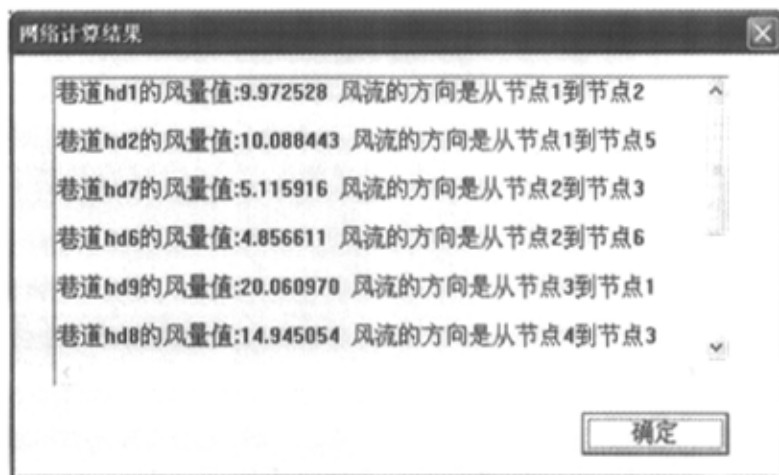 网络计算结果
巷道hd1的风量值:9.972528 风流的方向是从节点1到节点2
巷道hd2的风量值:10.088443 风流的方向是从节点1到节点5
巷道hd7的风量值:5.115916 风流的方向是从节点2到节点3
巷道hd6的风量值:4.856611 风流的方向是从节点2到节点6
巷道hd9的风量值:20.060970 风流的方向是从节点3到节点1
巷道hd8的风量值:14.945054 风流的方向是从节点4到节点3
确定